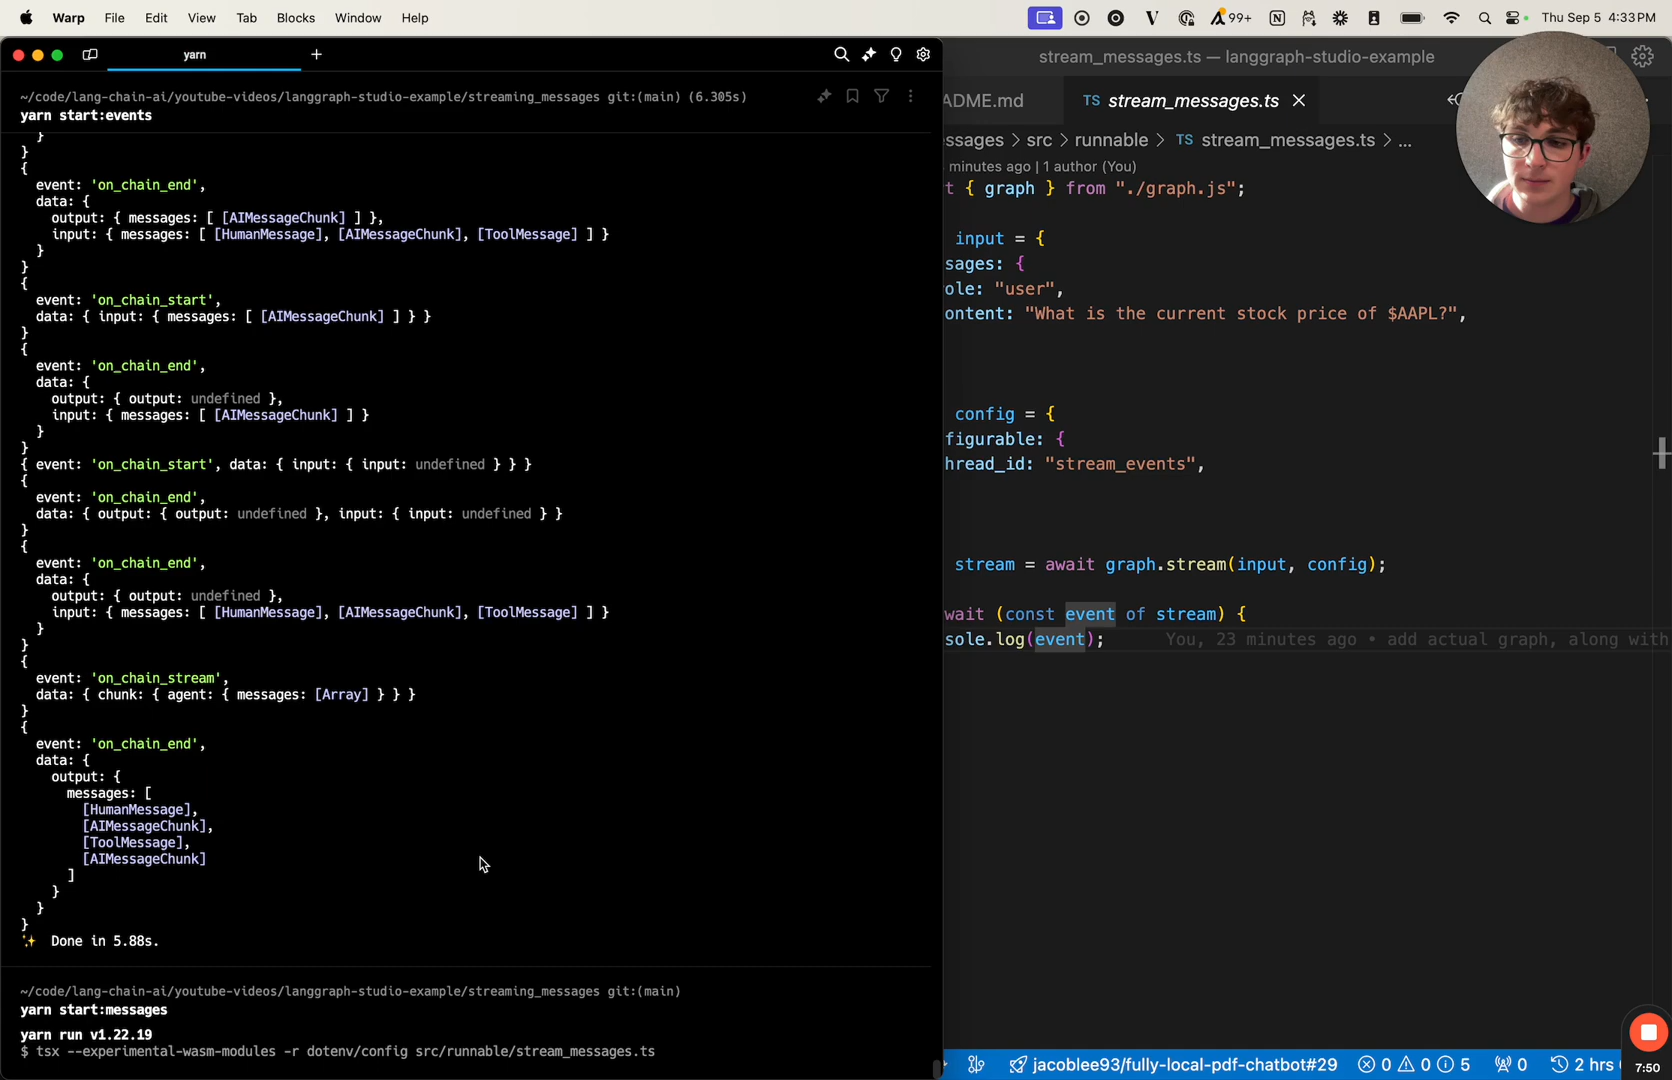 Warp File Edit View Tab Blocks Window Help
99+ Thu Sep 5 4:33 PM
yarn
~/code/lang-chain-ai/youtube-videos/langgraph-studio-example/streaming_messages git:(main) (6.305s)
yarn start:events
}
}
{
event: 'on_chain_end',
data: {
output: { messages: [ [AIMessageChunk] ] },
input: { messages: [ [HumanMessage], [AIMessageChunk], [ToolMessage] ] }
}
}
{
event: 'on_chain_start',
data: { input: { messages: [ [AIMessageChunk] ] } }
}
{
event: 'on_chain_end',
data: {
output: { output: undefined },
input: { messages: [ [AIMessageChunk] ] }
}
}
{ event: 'on_chain_start', data: { input: { input: undefined } } }
{
event: 'on_chain_end',
data: { output: { output: undefined }, input: { input: undefined } }
}
{
event: 'on_chain_end',
data: {
output: { output: undefined },
input: { messages: [ [HumanMessage], [AIMessageChunk], [ToolMessage] ] }
}
}
{
event: 'on_chain_stream',
data: { chunk: { agent: { messages: [Array] } } }
}
{
event: 'on_chain_end',
data: {
output: {
messages: [
[HumanMessage],
[AIMessageChunk],
[ToolMessage],
[AIMessageChunk]
]
}
}
}
✨ Done in 5.88s.
~/code/lang-chain-ai/youtube-videos/langgraph-studio-example/streaming_messages git:(main)
yarn start:messages
yarn run v1.22.19
$ tsx --experimental-wasm-modules -r dotenv/config src/runnable/stream_messages.ts
stream_messages.ts — langgraph-studio-example
ADME.md TS stream_messages.ts
ssages > src > runnable > TS stream_messages.ts > ...
minutes ago | 1 author (You)
t { graph } from "./graph.js";
input = {
sages: {
ole: "user",
ontent: "What is the current stock price of $AAPL?",
config = {
figurable: {
hread_id: "stream_events",
stream = await graph.stream(input, config);
wait (const event of stream) {
sole.log(event); You, 23 minutes ago • add actual graph, along with
jacoblee93/fully-local-pdf-chatbot#29 0 0 5 0 2 hrs
7:50